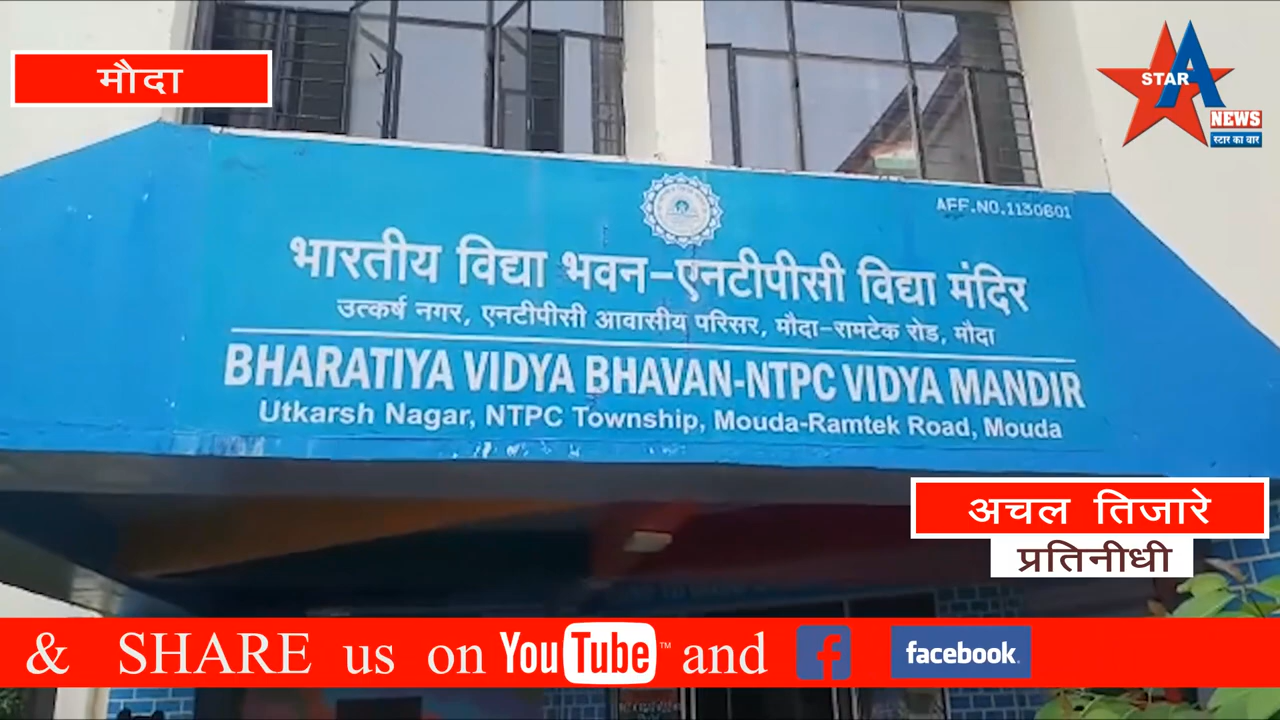 मौदा
STAR A
NEWS
स्टार का वार
AFF.NO.1130601
भारतीय विद्या भवन-एनटीपीसी विद्या मंदिर
उत्कर्ष नगर, एनटीपीसी आवासीय परिसर, मौदा-रामटेक रोड, मौदा
BHARATIYA VIDYA BHAVAN-NTPC VIDYA MANDIR
Utkarsh Nagar, NTPC Township, Mouda-Ramtek Road, Mouda
अचल तिजारे
प्रतिनीधी
& SHARE us on YouTube™ and f facebook